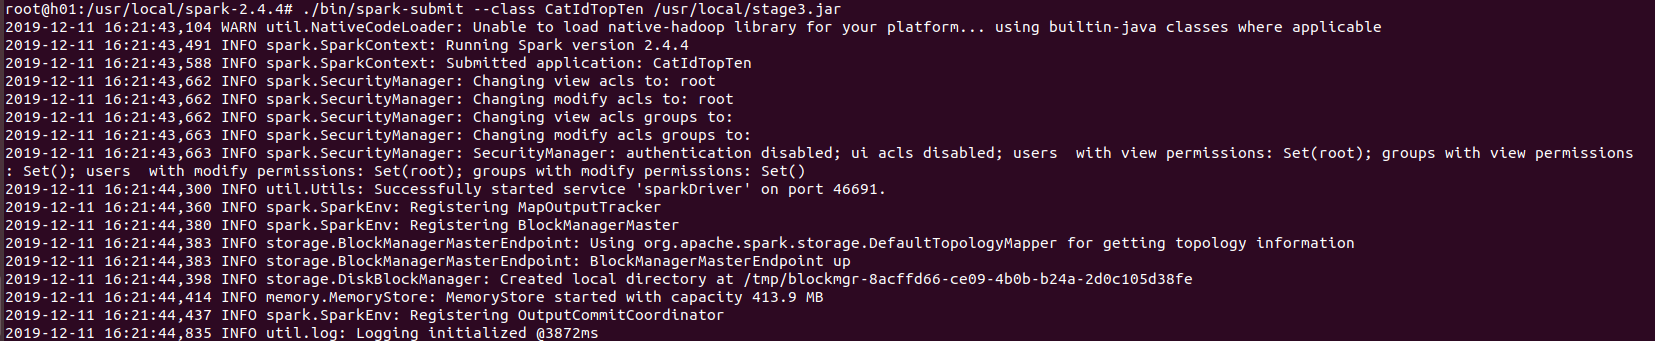 root@h01:/usr/local/spark-2.4.4# ./bin/spark-submit --class CatIdTopTen /usr/local/stage3.jar
2019-12-11 16:21:43,104 WARN util.NativeCodeLoader: Unable to load native-hadoop library for your platform... using builtin-java classes where applicable
2019-12-11 16:21:43,491 INFO spark.SparkContext: Running Spark version 2.4.4
2019-12-11 16:21:43,588 INFO spark.SparkContext: Submitted application: CatIdTopTen
2019-12-11 16:21:43,662 INFO spark.SecurityManager: Changing view acls to: root
2019-12-11 16:21:43,662 INFO spark.SecurityManager: Changing modify acls to: root
2019-12-11 16:21:43,662 INFO spark.SecurityManager: Changing view acls groups to:
2019-12-11 16:21:43,663 INFO spark.SecurityManager: Changing modify acls groups to:
2019-12-11 16:21:43,663 INFO spark.SecurityManager: SecurityManager: authentication disabled; ui acls disabled; users  with view permissions: Set(root); groups with view permissions
: Set(); users  with modify permissions: Set(root); groups with modify permissions: Set()
2019-12-11 16:21:44,300 INFO util.Utils: Successfully started service 'sparkDriver' on port 46691.
2019-12-11 16:21:44,360 INFO spark.SparkEnv: Registering MapOutputTracker
2019-12-11 16:21:44,380 INFO spark.SparkEnv: Registering BlockManagerMaster
2019-12-11 16:21:44,383 INFO storage.BlockManagerMasterEndpoint: Using org.apache.spark.storage.DefaultTopologyMapper for getting topology information
2019-12-11 16:21:44,383 INFO storage.BlockManagerMasterEndpoint: BlockManagerMasterEndpoint up
2019-12-11 16:21:44,398 INFO storage.DiskBlockManager: Created local directory at /tmp/blockmgr-8acffd66-ce09-4b0b-b24a-2d0c105d38fe
2019-12-11 16:21:44,414 INFO memory.MemoryStore: MemoryStore started with capacity 413.9 MB
2019-12-11 16:21:44,437 INFO spark.SparkEnv: Registering OutputCommitCoordinator
2019-12-11 16:21:44,835 INFO util.log: Logging initialized @3872ms